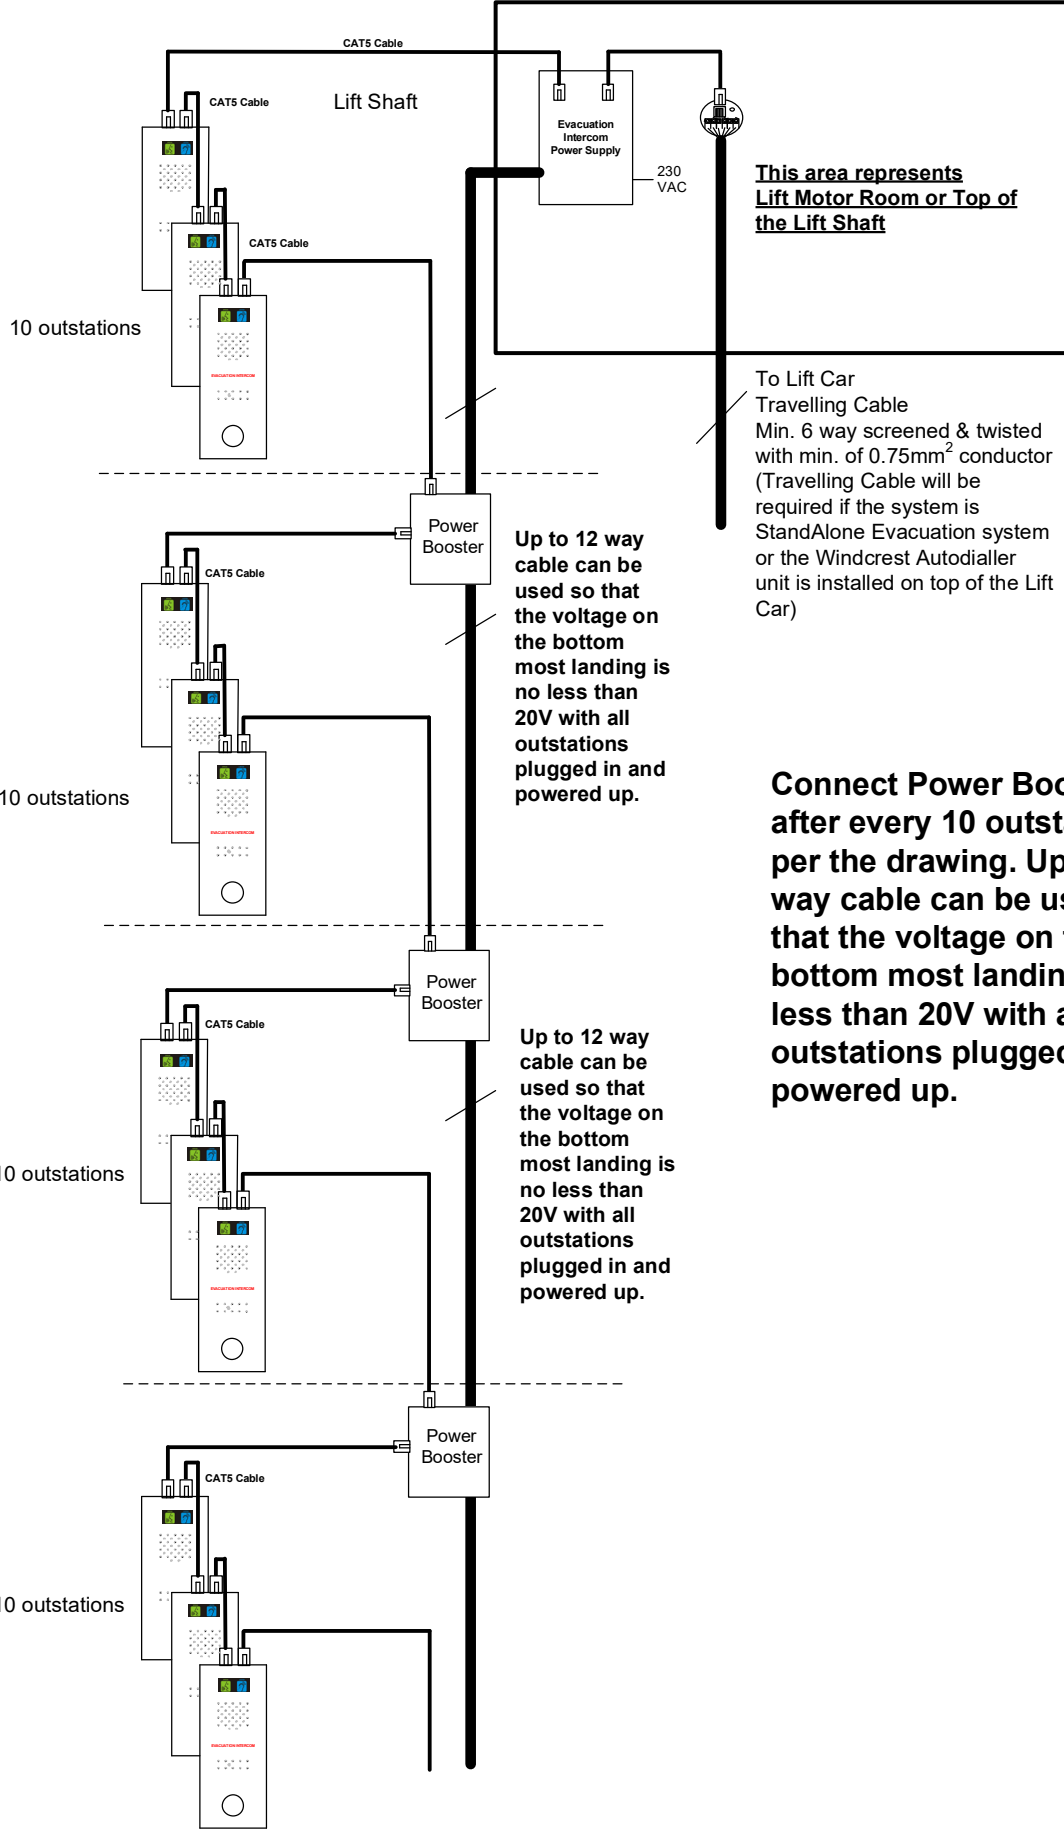 CAT5 Cable
Lift Shaft
CAT5 Cable
Evacuation
Intercom
Power Supply
230
VAC
This area represents
Lift Motor Room or Top of
the Lift Shaft
CAT5 Cable
10 outstations
EVACUATION INTERCOM
To Lift Car
Travelling Cable
Min. 6 way screened & twisted
with min. of 0.75mm2 conductor
(Travelling Cable will be
required if the system is
StandAlone Evacuation system
or the Windcrest Autodialler
unit is installed on top of the Lift
Car)
Power
Booster
Up to 12 way
cable can be
used so that
the voltage on
the bottom
most landing is
no less than
20V with all
outstations
plugged in and
powered up.
CAT5 Cable
10 outstations
EVACUATION INTERCOM
Connect Power Boo
after every 10 outst
per the drawing. Up
way cable can be us
that the voltage on
bottom most landin
less than 20V with a
outstations plugged
powered up.
Power
Booster
CAT5 Cable
Up to 12 way
cable can be
used so that
the voltage on
the bottom
most landing is
no less than
20V with all
outstations
plugged in and
powered up.
10 outstations
EVACUATION INTERCOM
Power
Booster
CAT5 Cable
10 outstations
EVACUATION INTERCOM